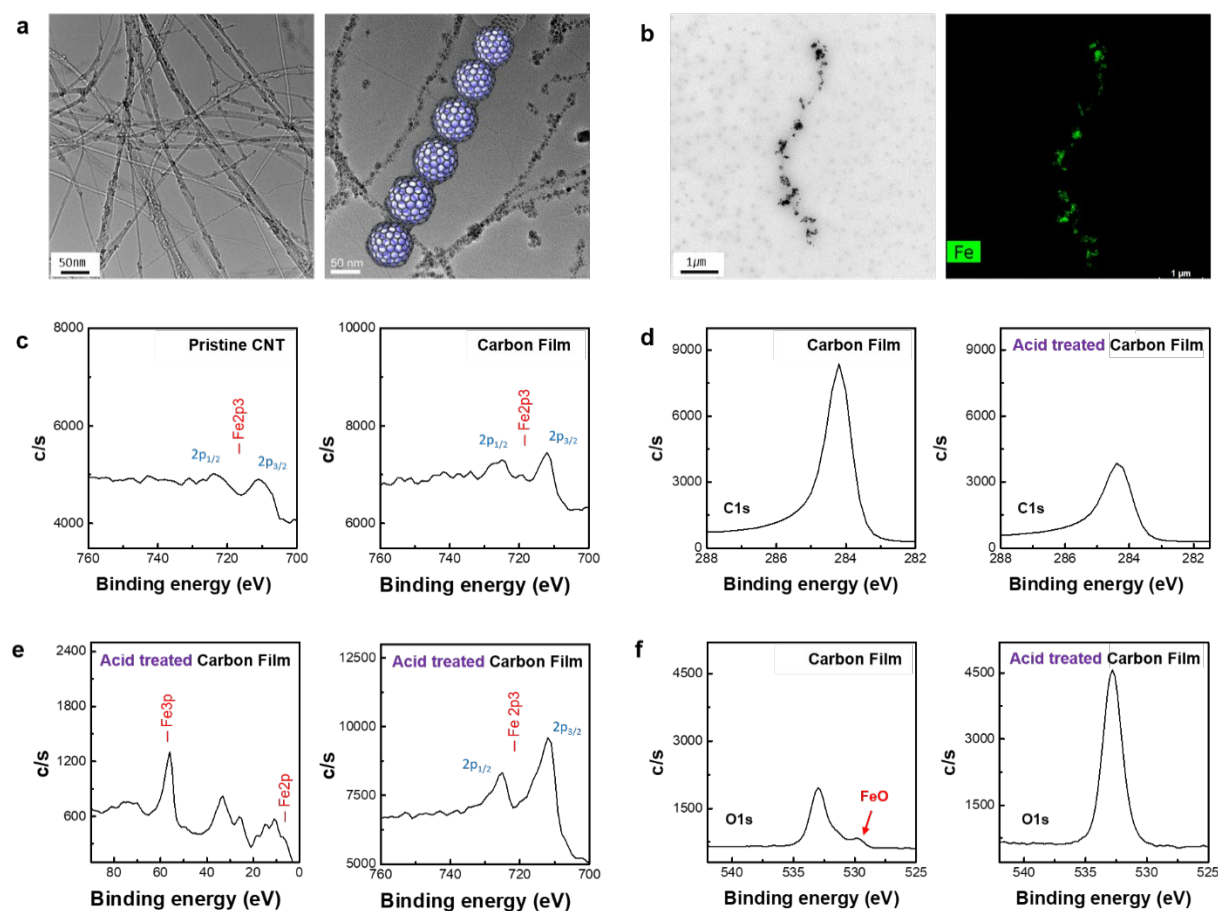 a
50nm
50 nm
b
1μm
Fe
1 μm
c
8000
6000
4000
760
740
720
700
Pristine CNT
— Fe2p3
2p1/2
2p3/2
c/s
Binding energy (eV)
10000
8000
6000
760
740
720
700
Carbon Film
— Fe2p3
2p1/2
2p3/2
c/s
Binding energy (eV)
d
9000
6000
3000
0
288
286
284
282
Carbon Film
C1s
c/s
Binding energy (eV)
9000
6000
3000
0
288
286
284
282
Acid treated Carbon Film
C1s
c/s
Binding energy (eV)
e
2400
1800
1200
600
80
60
40
20
0
Acid treated Carbon Film
— Fe3p
— Fe2p
c/s
Binding energy (eV)
12500
10000
7500
5000
760
740
720
700
Acid treated Carbon Film
— Fe 2p3
2p1/2
2p3/2
c/s
Binding energy (eV)
f
4500
3000
1500
540
535
530
525
Carbon Film
FeO
O1s
c/s
Binding energy (eV)
4500
3000
1500
540
535
530
525
Acid treated Carbon Film
O1s
c/s
Binding energy (eV)